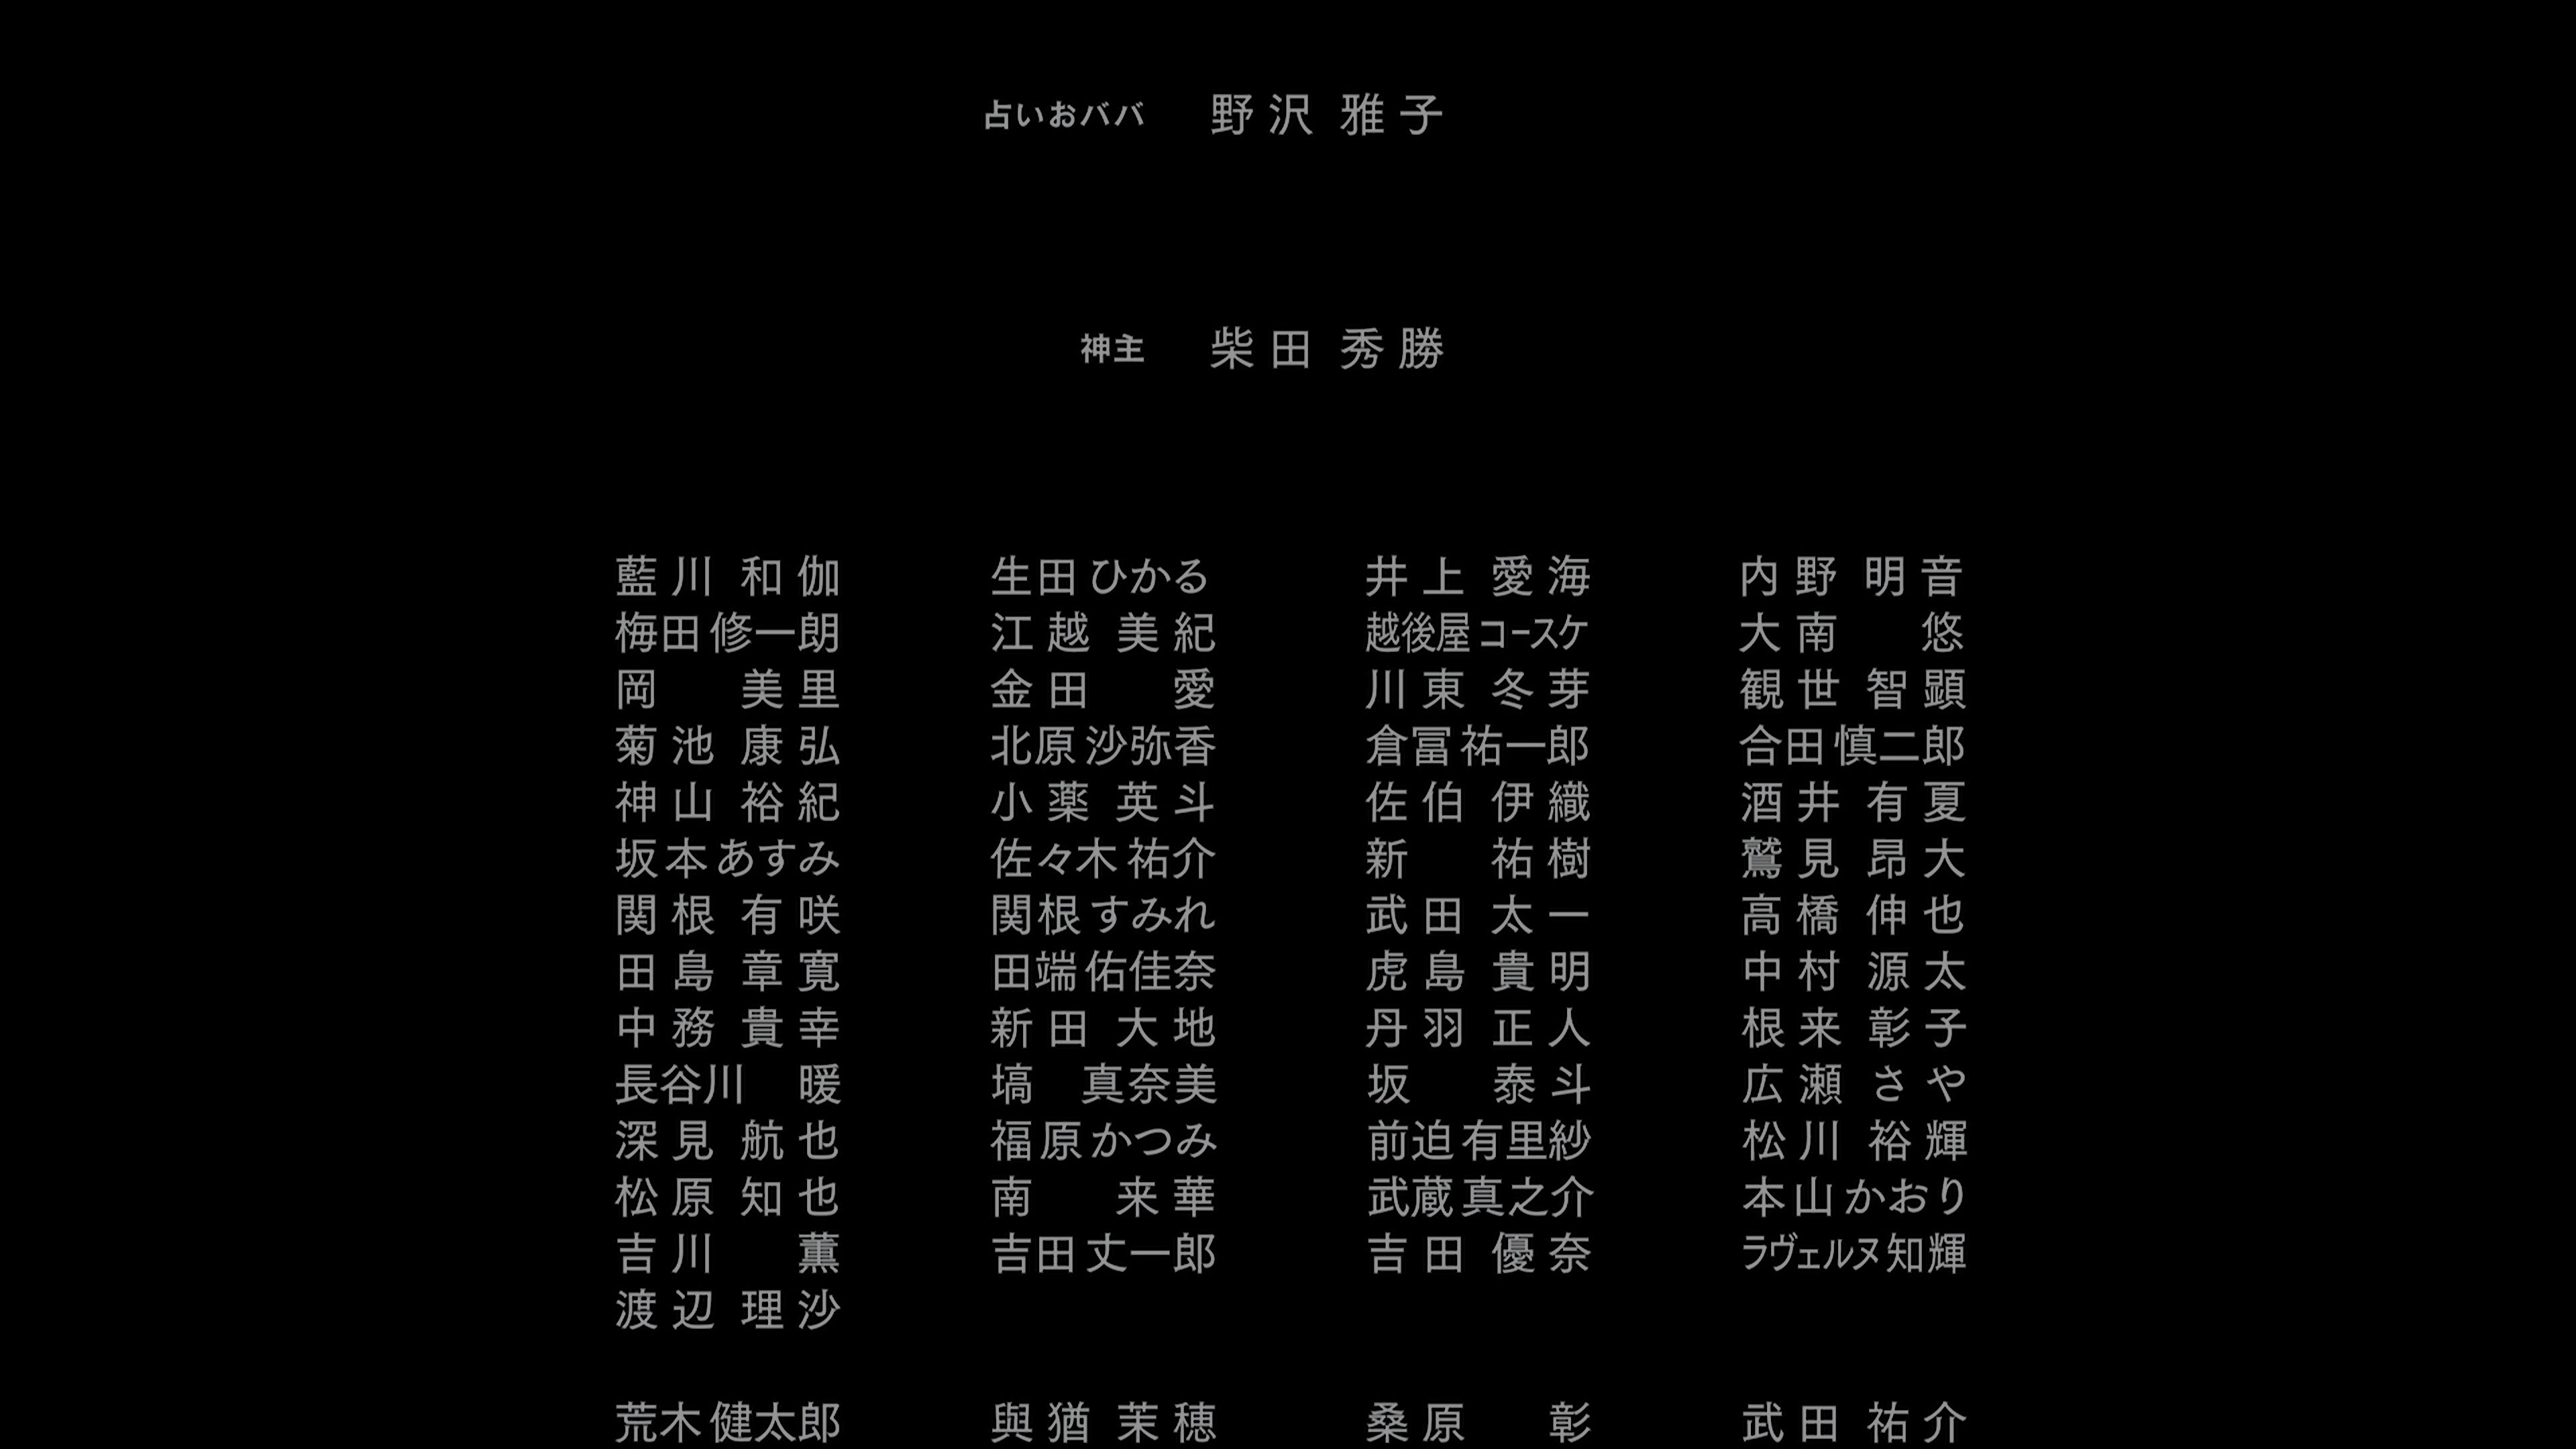 占いおババ 野沢 雅子
神主 柴田 秀勝
藍川 和伽 生田ひかる 井上 愛海 内野 明音
梅田修一朗 江越 美紀 越後屋コースケ 大南 悠
岡 美里 金田 愛 川東 冬芽 観世 智顕
菊池 康弘 北原沙弥香 倉冨祐一郎 合田慎二郎
神山 裕紀 小薬 英斗 佐伯 伊織 酒井 有夏
坂本あすみ 佐々木祐介 新 祐樹 鷲見 昂大
関根 有咲 関根すみれ 武田 太一 高橋 伸也
田島 章寛 田端佑佳奈 虎島 貴明 中村 源太
中務 貴幸 新田 大地 丹羽 正人 根来 彰子
長谷川 暖 塙 真奈美 坂 泰斗 広瀬 さや
深見 航也 福原かつみ 前迫有里紗 松川 裕輝
松原 知也 南 来華 武蔵真之介 本山かおり
吉川 薫 吉田丈一郎 吉田 優奈 ラヴェルヌ知輝
渡辺 理沙
荒木健太郎 與猶 茉穂 桑原 彰 武田 祐介